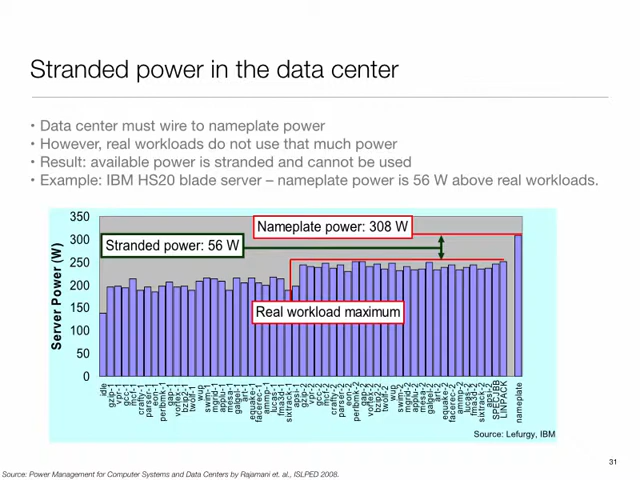 Stranded power in the data center
• Data center must wire to nameplate power
• However, real workloads do not use that much power
• Result: available power is stranded and cannot be used
• Example: IBM HS20 blade server – nameplate power is 56 W above real workloads.
350
300
250
200
150
100
50
0
Server Power (W)
Nameplate power: 308 W
Stranded power: 56 W
Real workload maximum
idle
gzip-1
vpr-1
gcc-1
mcf-1
crafty-1
parser-1
eon-1
perlbmk-1
gap-1
vortex-1
bzip2-1
twolf-1
wup
swim-1
mgrid-1
applu-1
mesa-1
galgel-1
art-1
equake-1
facerec-1
ammp-1
lucas-1
fma3d-1
sixtrack-1
apsi-1
gzip-2
vpr-2
gcc-2
mcf-2
crafty-2
parser-2
eon-2
perlbmk-2
gap-2
vortex-2
bzip2-2
twolf-2
wup
swim-2
mgrid-2
applu-2
mesa-2
galgel-2
art-2
equake-2
facerec-2
ammp-2
lucas-2
fma3d-2
sixtrack-2
apsi-2
SPECJBB
LINPACK
nameplate
Source: Lefurgy, IBM
31
Source: Power Management for Computer Systems and Data Centers by Rajamani et. al., ISLPED 2008.